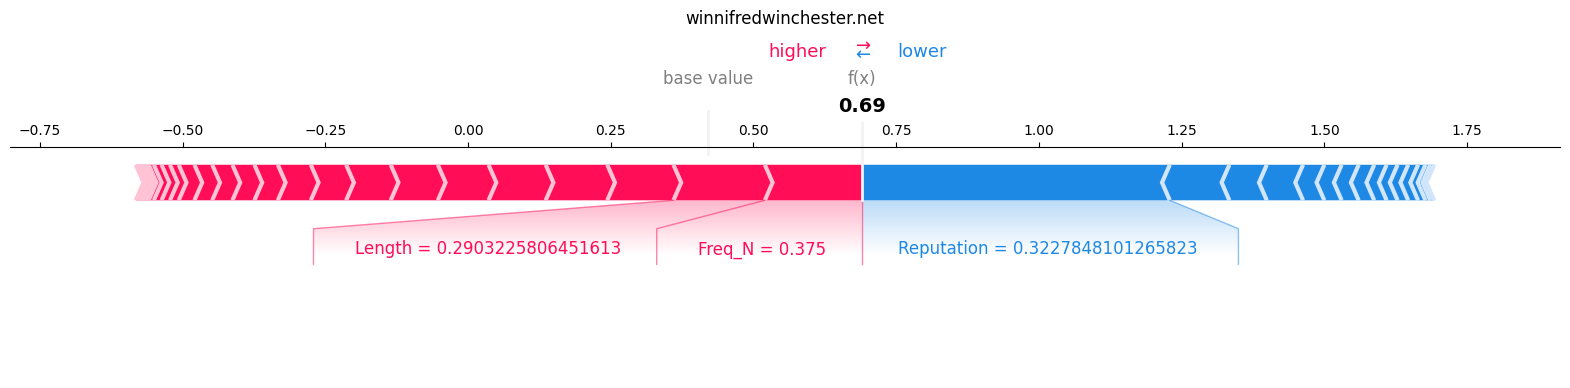 winnifredwinchester.net
higher → ← lower
base value f(x)
0.69
−0.75 −0.50 −0.25 0.00 0.25 0.50 0.75 1.00 1.25 1.50 1.75
Length = 0.2903225806451613 Freq_N = 0.375 Reputation = 0.3227848101265823